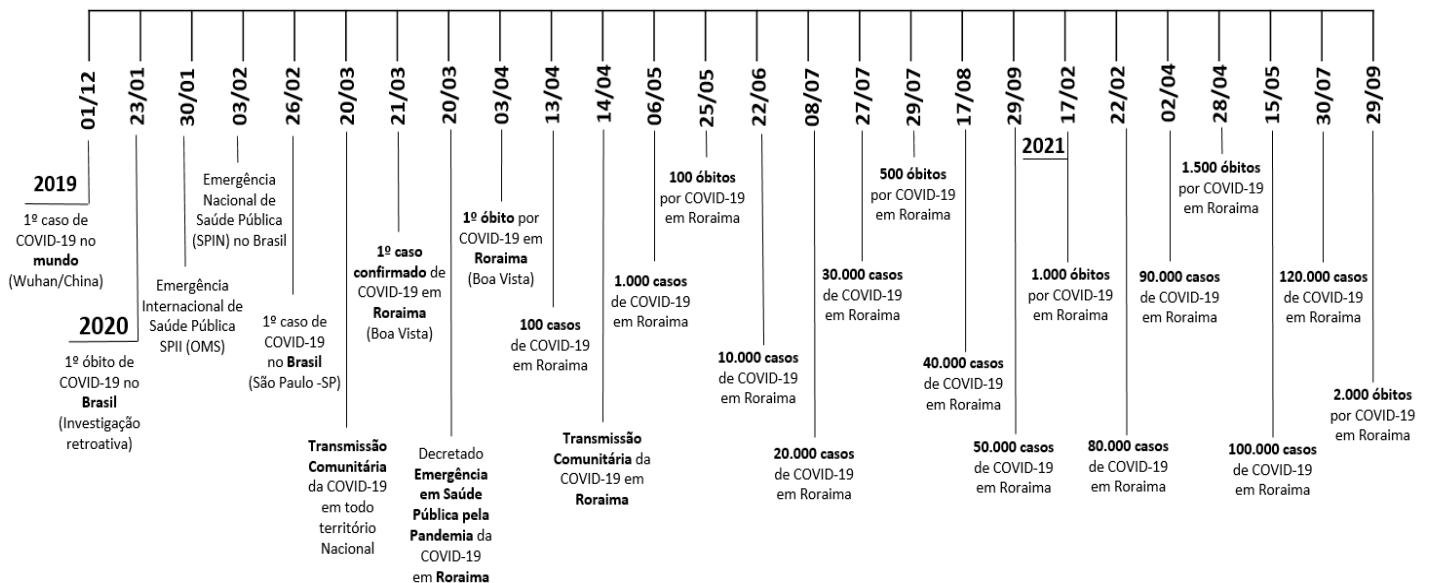 01/12
23/01
30/01
03/02
26/02
20/03
21/03
20/03
03/04
13/04
14/04
06/05
25/05
22/06
08/07
27/07
29/07
17/08
29/09
17/02
22/02
02/04
28/04
15/05
30/07
29/09
2019
1º caso de
COVID-19 no
mundo
(Wuhan/China)
2020
1º óbito de
COVID-19 no
Brasil
(Investigação
retroativa)
Emergência
Internacional de
Saúde Pública
SPII (OMS)
Emergência
Nacional de
Saúde Pública
(SPIN) no Brasil
1º caso de
COVID-19
no Brasil
(São Paulo -SP)
Transmissão
Comunitária
da COVID-19
em todo
território
Nacional
1º caso
confirmado de
COVID-19 em
Roraima
(Boa Vista)
Decretado
Emergência
em Saúde
Pública pela
Pandemia da
COVID-19
em Roraima
1º óbito por
COVID-19 em
Roraima
(Boa Vista)
100 casos
de COVID-19
em Roraima
Transmissão
Comunitária da
COVID-19 em
Roraima
1.000 casos
de COVID-19
em Roraima
100 óbitos
por COVID-19
em Roraima
10.000 casos
de COVID-19
em Roraima
20.000 casos
de COVID-19
em Roraima
30.000 casos
de COVID-19
em Roraima
500 óbitos
por COVID-19
em Roraima
40.000 casos
de COVID-19
em Roraima
50.000 casos
de COVID-19
em Roraima
2021
1.000 óbitos
por COVID-19
em Roraima
80.000 casos
de COVID-19
em Roraima
90.000 casos
de COVID-19
em Roraima
1.500 óbitos
por COVID-19
em Roraima
100.000 casos
de COVID-19
em Roraima
120.000 casos
de COVID-19
em Roraima
2.000 óbitos
por COVID-19
em Roraima